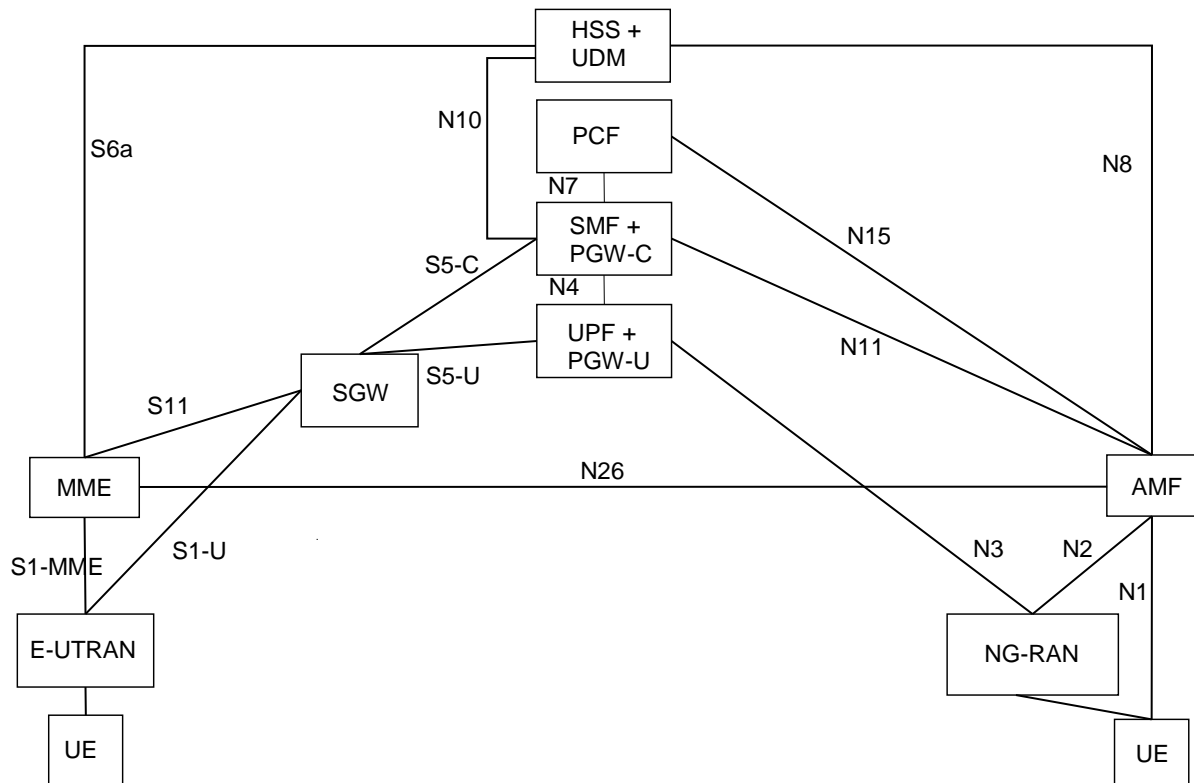 HSS +
UDM
N10
PCF
S6a
N8
N7
SMF +
PGW-C
N15
S5-C
N4
UPF +
PGW-U
N11
S5-U
SGW
S11
N26
MME
AMF
S1-U
N3
N2
S1-MME
N1
E-UTRAN
NG-RAN
UE
UE